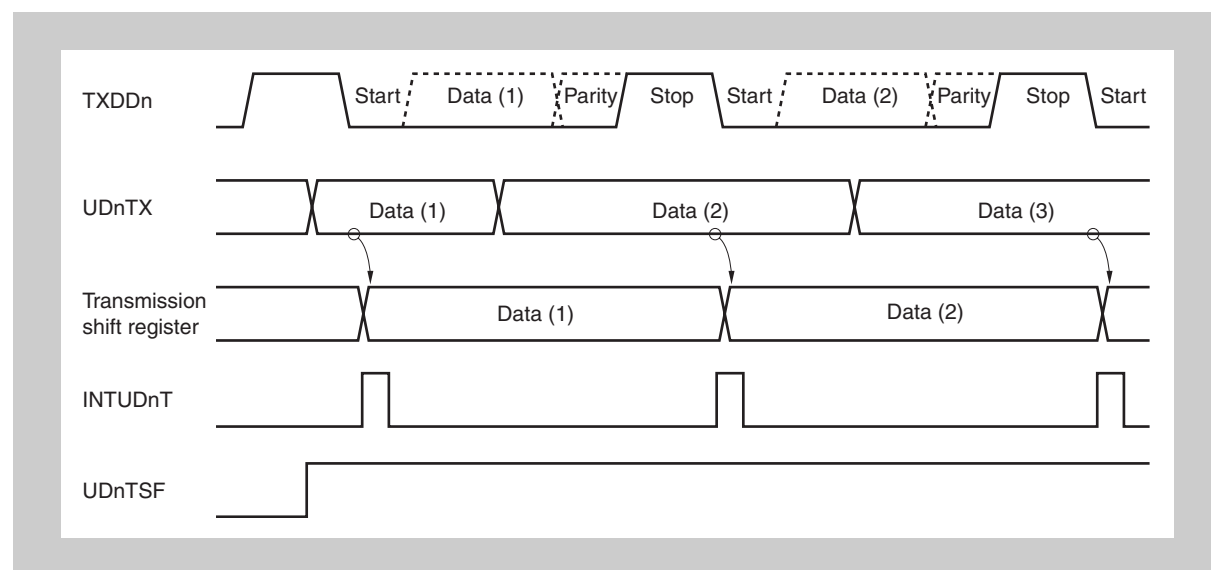 TXDDn
Start Data (1) Parity Stop Start Data (2) Parity Stop Start
UDnTX
Data (1) Data (2) Data (3)
Transmission
shift register
Data (1) Data (2)
INTUDnT
UDnTSF